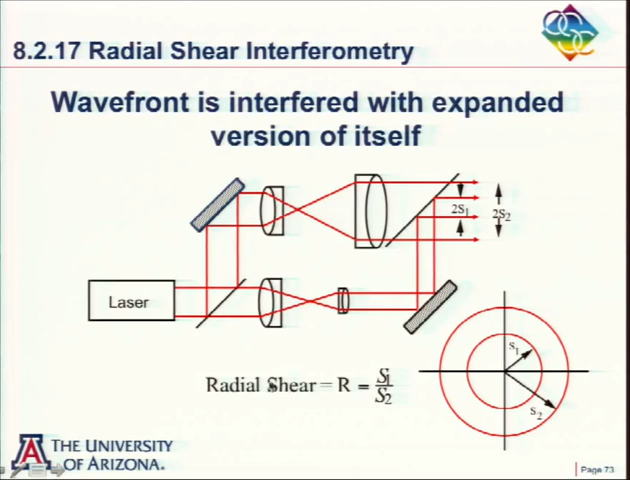 8.2.17 Radial Shear Interferometry
Wavefront is interfered with expanded
version of itself
2S₁
2S₂
Laser
S₁
S₂
Radial Shear = R = S₁/S₂
THE UNIVERSITY
OF ARIZONA.
Page 73